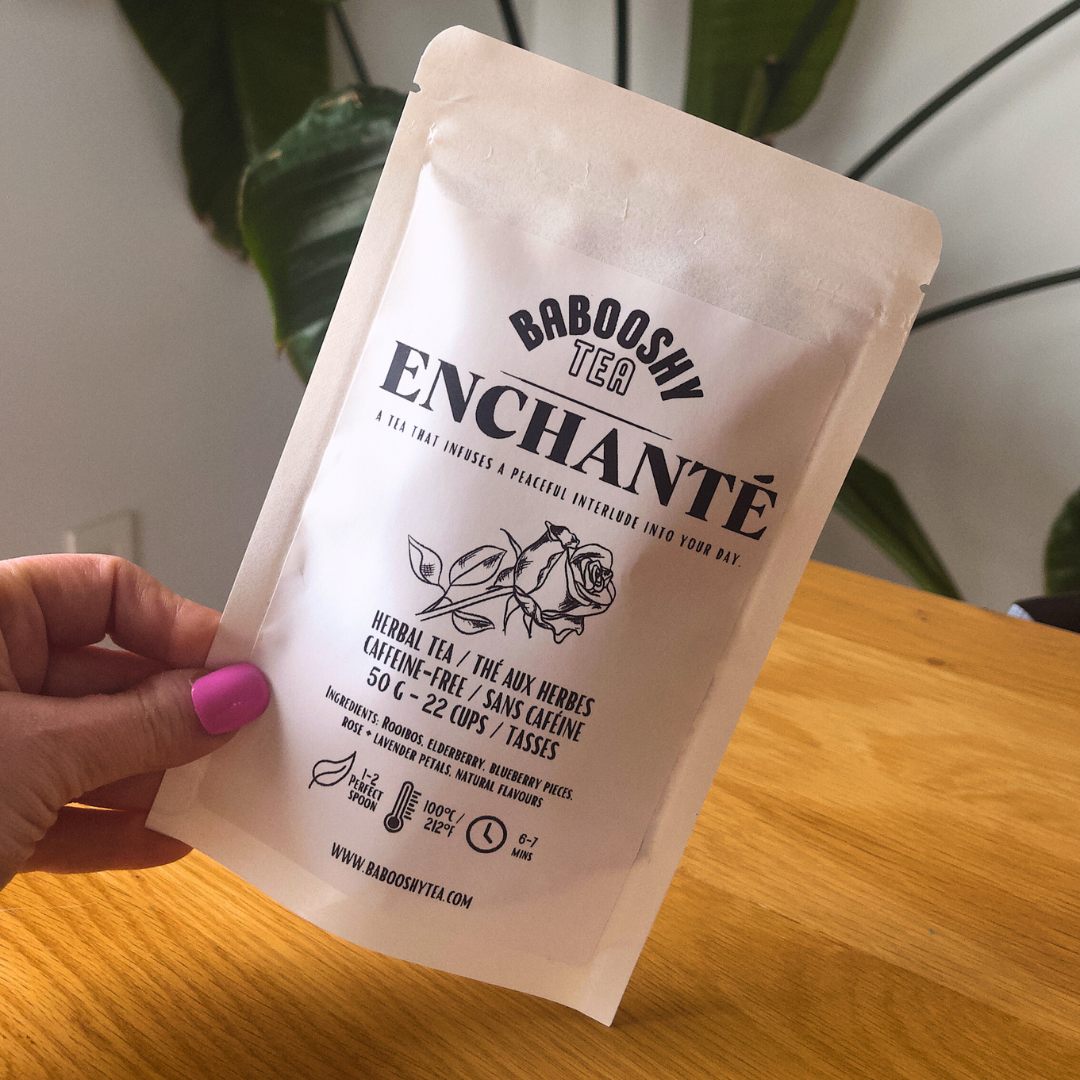 BABOOSHY
TEA
ENCHANTÉ
A TEA THAT INFUSES A PEACEFUL INTERLUDE INTO YOUR DAY.
HERBAL TEA / THÉ AUX HERBES
CAFFEINE-FREE / SANS CAFÉINE
50 G - 22 CUPS / TASSES
INGREDIENTS: ROOIBOS, ELDERBERRY, BLUEBERRY PIECES,
ROSE + LAVENDER PETALS, NATURAL FLAVOURS
1-2
PERFECT
SPOON
100°C /
212°F
6-7
MINS
WWW.BABOOSHYTEA.COM